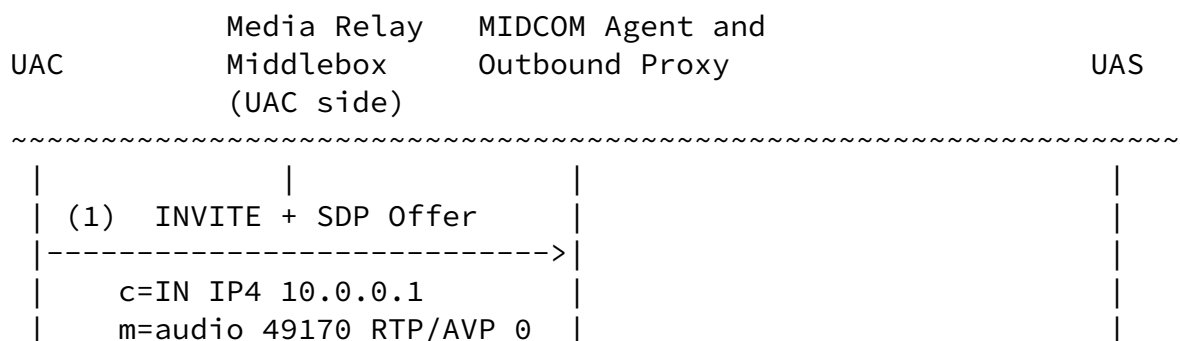 Media Relay   MIDCOM Agent and
UAC         Middlebox     Outbound Proxy                    UAS
            (UAC side)
~~~~~~~~~~~~~~~~~~~~~~~~~~~~~~~~~~~~~~~~~~~~~~~~~~~~~~~~~~~~~~~~~
 |             |               |                             |
 | (1)  INVITE + SDP Offer     |                             |
 |---------------------------->|                             |
 |    c=IN IP4 10.0.0.1        |                             |
 |    m=audio 49170 RTP/AVP 0  |                             |